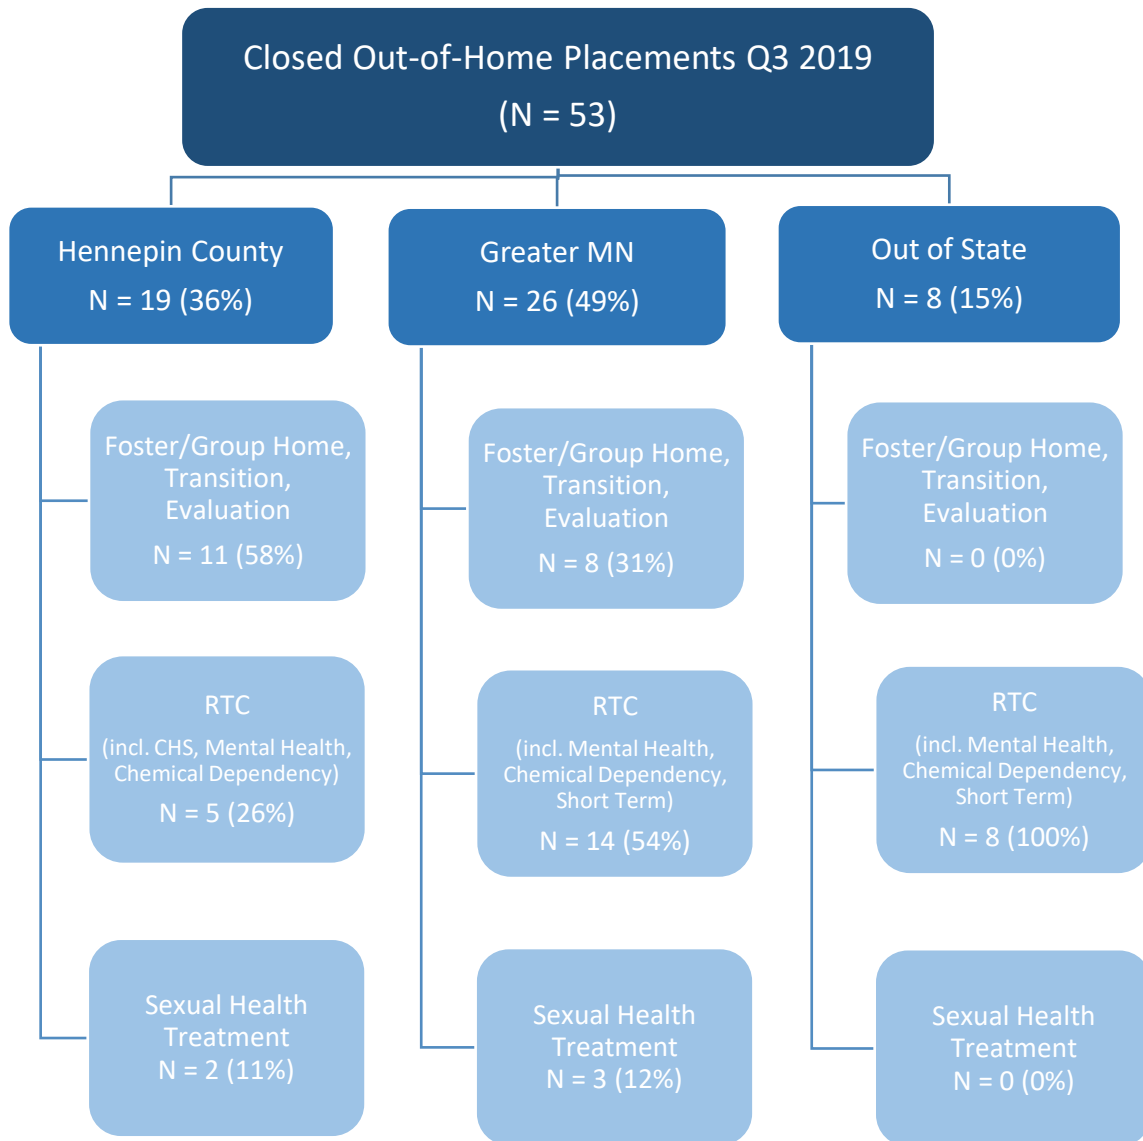 Closed Out-of-Home Placements Q3 2019
(N = 53)
Hennepin County
N = 19 (36%)
Foster/Group Home,
Transition,
Evaluation
N = 11 (58%)
RTC
(incl. CHS, Mental Health,
Chemical Dependency)
N = 5 (26%)
Sexual Health
Treatment
N = 2 (11%)
Greater MN
N = 26 (49%)
Foster/Group Home,
Transition,
Evaluation
N = 8 (31%)
RTC
(incl. Mental Health,
Chemical Dependency,
Short Term)
N = 14 (54%)
Sexual Health
Treatment
N = 3 (12%)
Out of State
N = 8 (15%)
Foster/Group Home,
Transition,
Evaluation
N = 0 (0%)
RTC
(incl. Mental Health,
Chemical Dependency,
Short Term)
N = 8 (100%)
Sexual Health
Treatment
N = 0 (0%)